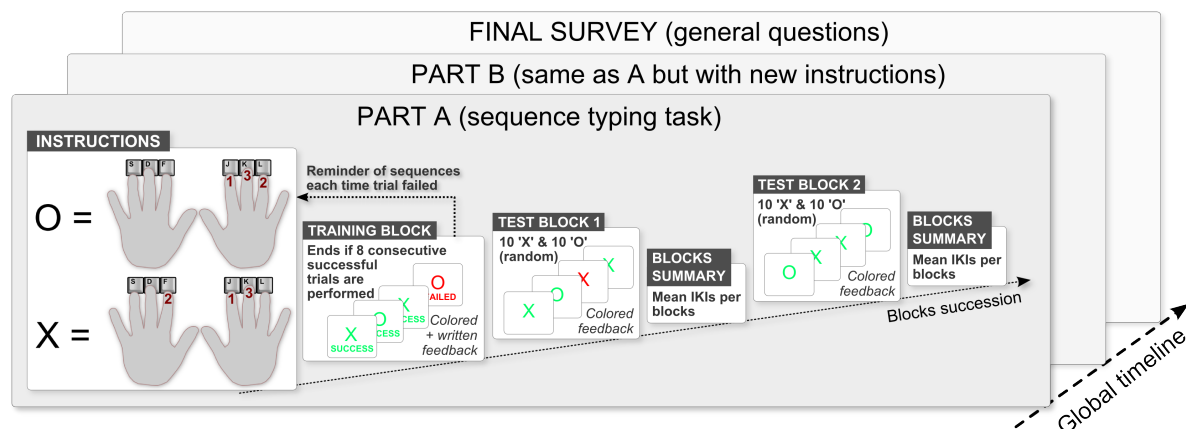 FINAL SURVEY (general questions)
PART B (same as A but with new instructions)
PART A (sequence typing task)
INSTRUCTIONS
O =
S D F
J K L
1 3 2
X =
S D F
2
J K L
1 3
Reminder of sequences
each time trial failed
TRAINING BLOCK
Ends if 8 consecutive
successful
trials are
performed
O
AILED
X
CESS
O
CESS
X
SUCCESS
Colored
+ written
feedback
TEST BLOCK 1
10 'X' & 10 'O'
(random)
X
X
O
X
Colored
feedback
BLOCKS
SUMMARY
Mean IKIs per
blocks
TEST BLOCK 2
10 'X' & 10 'O'
(random)
O
X
X
O
Colored
feedback
BLOCKS
SUMMARY
Mean IKIs per
blocks
Blocks succession
Global timeline